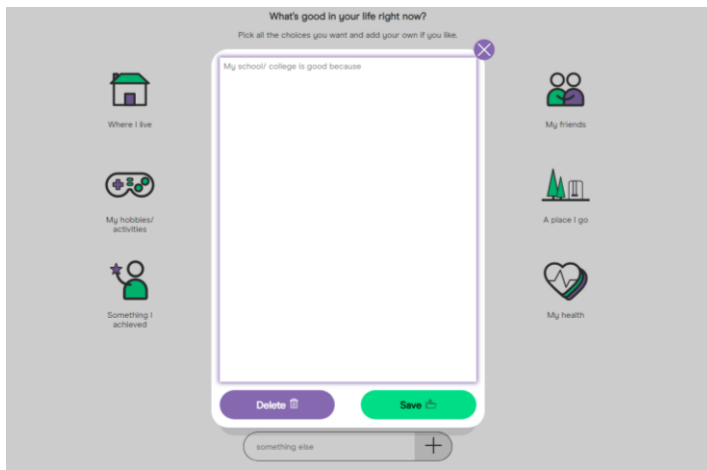 What's good in your life right now?
Pick all the choices you want and add your own if you like.
My school/ college is good because
Where I live
My friends
My hobbies/
activities
A place I go
Something I
achieved
My health
Delete
Save
something else